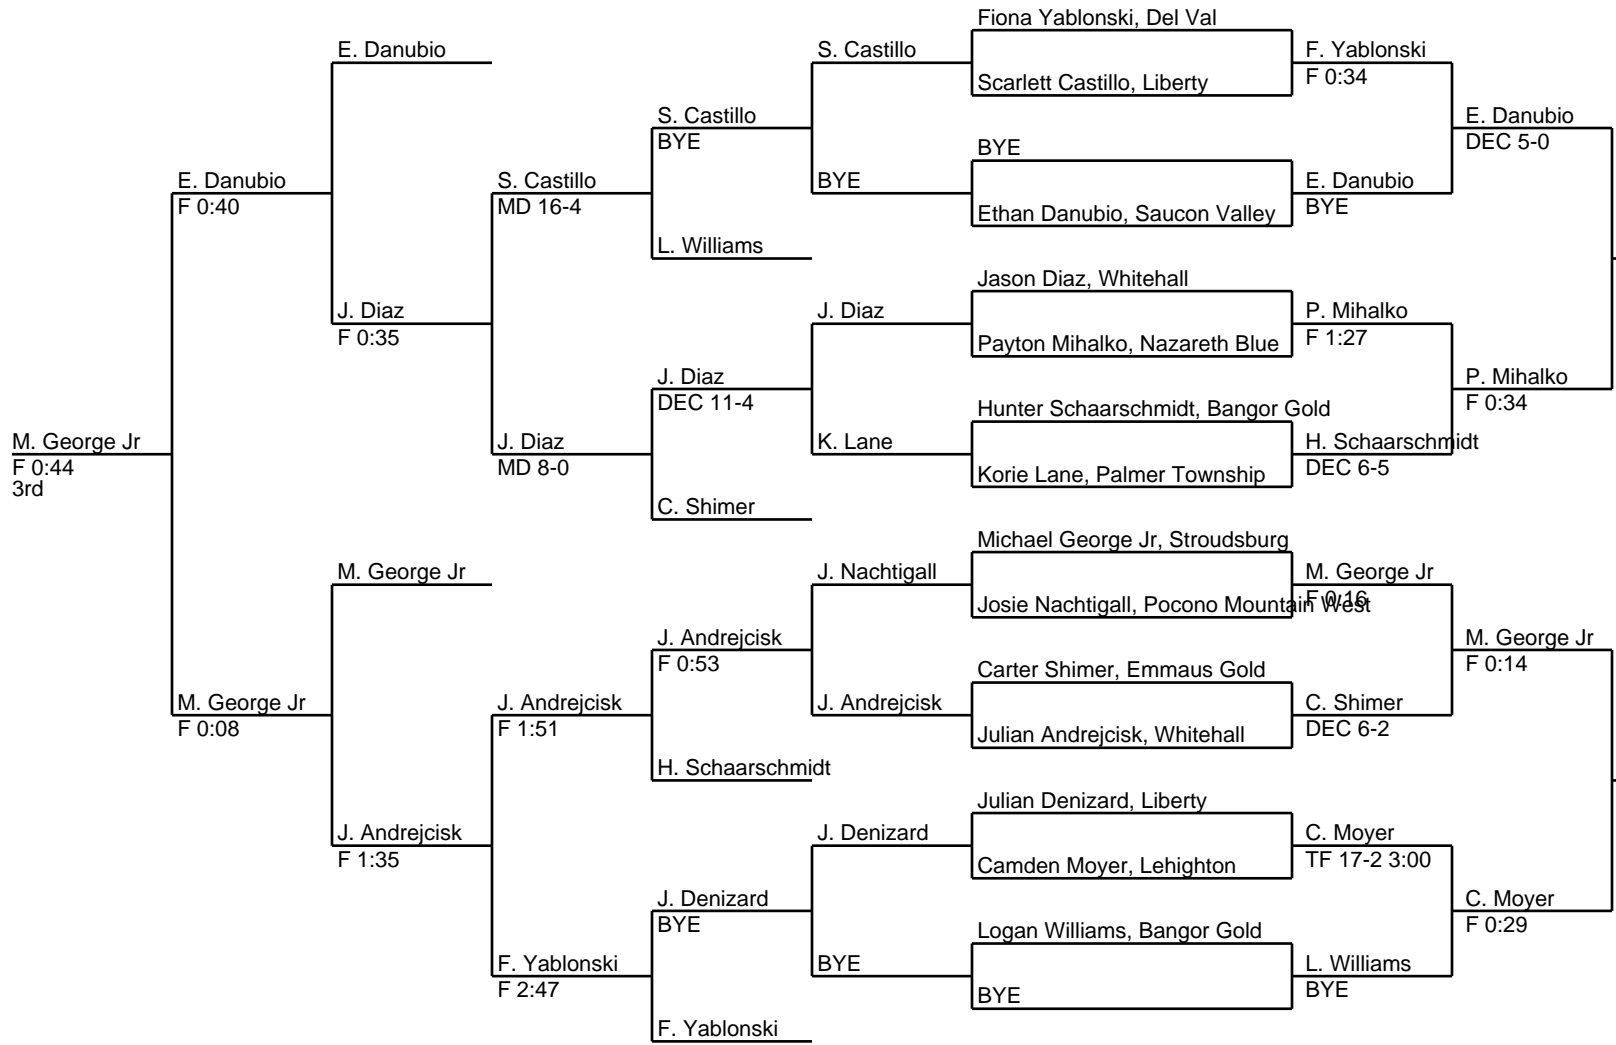 Fiona Yablonski, Del Val
E. Danubio
S. Castillo
F. Yablonski
F 0:34
Scarlett Castillo, Liberty
S. Castillo
BYE
E. Danubio
DEC 5-0
BYE
E. Danubio
F 0:40
S. Castillo
MD 16-4
BYE
E. Danubio
BYE
Ethan Danubio, Saucon Valley
L. Williams
Jason Diaz, Whitehall
J. Diaz
F 0:35
J. Diaz
P. Mihalko
F 1:27
Payton Mihalko, Nazareth Blue
J. Diaz
DEC 11-4
P. Mihalko
F 0:34
Hunter Schaarschmidt, Bangor Gold
M. George Jr
F 0:44
3rd
J. Diaz
MD 8-0
K. Lane
H. Schaarschmidt
DEC 6-5
Korie Lane, Palmer Township
C. Shimer
Michael George Jr, Stroudsburg
M. George Jr
J. Nachtigall
M. George Jr
F 0:16
Josie Nachtigall, Pocono Mountain West
J. Andrejcisk
F 0:53
M. George Jr
F 0:14
Carter Shimer, Emmaus Gold
M. George Jr
F 0:08
J. Andrejcisk
F 1:51
J. Andrejcisk
C. Shimer
DEC 6-2
Julian Andrejcisk, Whitehall
H. Schaarschmidt
Julian Denizard, Liberty
J. Andrejcisk
F 1:35
J. Denizard
C. Moyer
TF 17-2 3:00
Camden Moyer, Lehighton
J. Denizard
BYE
C. Moyer
F 0:29
Logan Williams, Bangor Gold
F. Yablonski
F 2:47
BYE
L. Williams
BYE
BYE
F. Yablonski